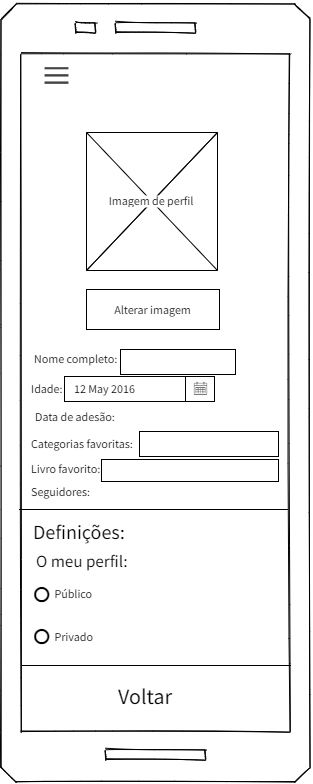 Imagem de perfil
Alterar imagem
Nome completo:
Idade: 12 May 2016
Data de adesão:
Categorias favoritas:
Livro favorito:
Seguidores:
Definições:
O meu perfil:
Público
Privado
Voltar